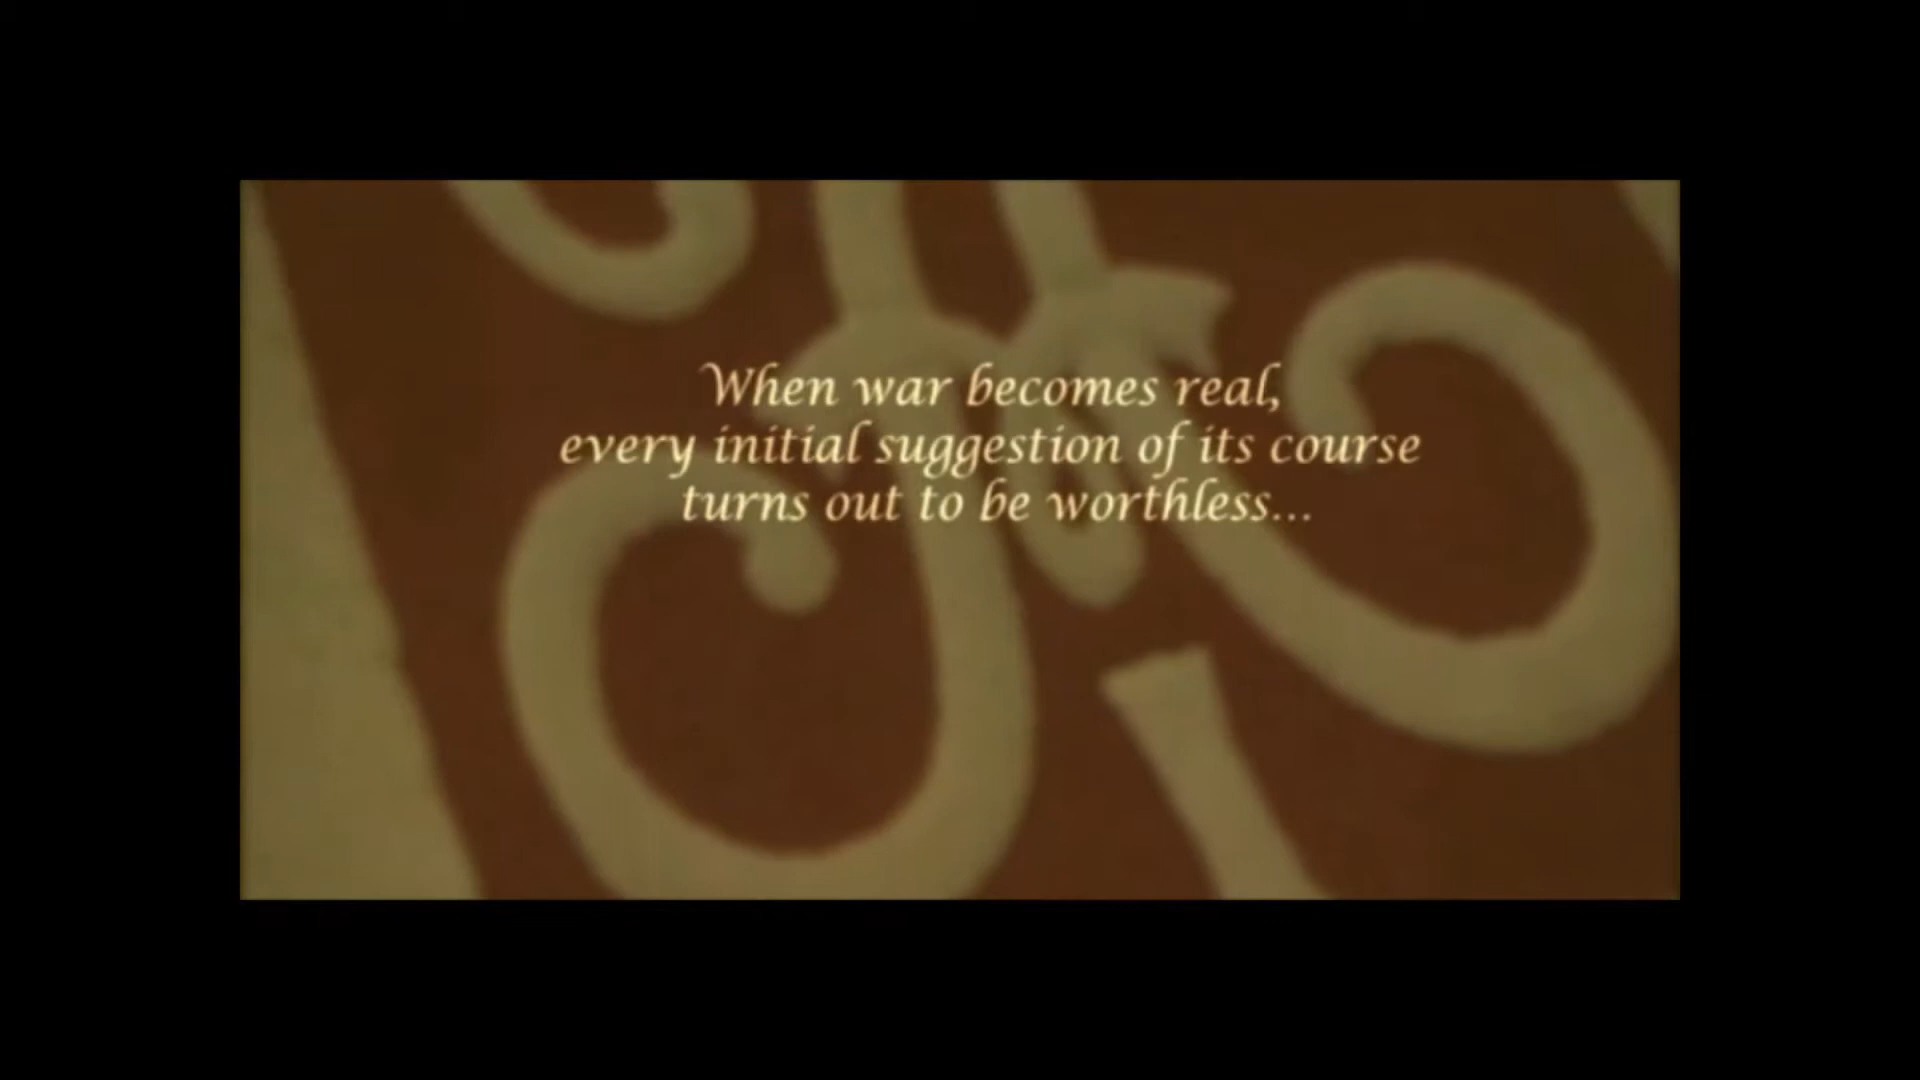 When war becomes real,
every initial suggestion of its course
turns out to be worthless...